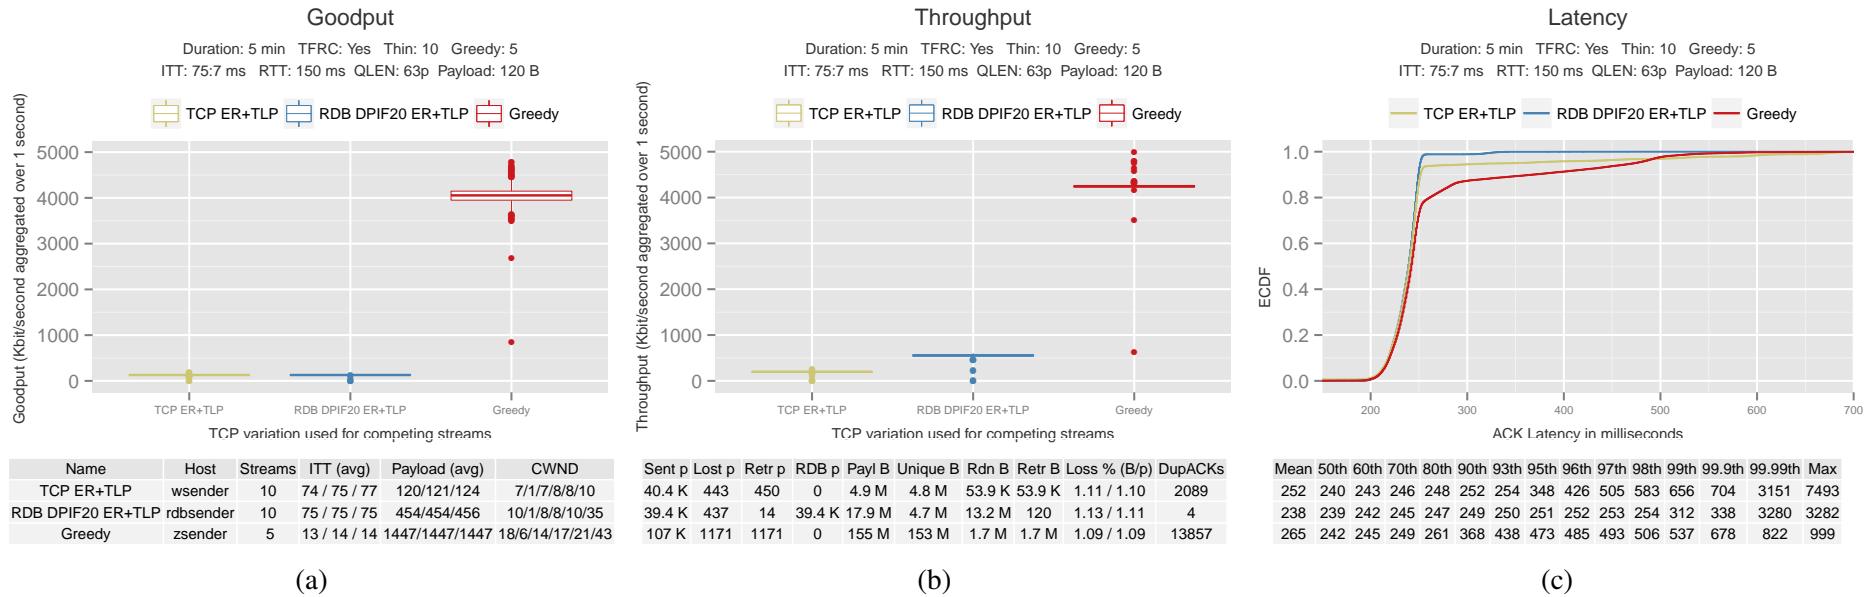 Goodput
Duration: 5 min TFRC: Yes Thin: 10 Greedy: 5
ITT: 75:7 ms RTT: 150 ms QLEN: 63p Payload: 120 B
TCP ER+TLP RDB DPIF20 ER+TLP Greedy
Goodput (Kbit/second aggregated over 1 second)
5000
4000
3000
2000
1000
0
TCP ER+TLP RDB DPIF20 ER+TLP Greedy
TCP variation used for competing streams
Name Host Streams ITT (avg) Payload (avg) CWND
TCP ER+TLP wsender 10 74 / 75 / 77 120/121/124 7/1/7/8/8/10
RDB DPIF20 ER+TLP rdbsender 10 75 / 75 / 75 454/454/456 10/1/8/8/10/35
Greedy zsender 5 13 / 14 / 14 1447/1447/1447 18/6/14/17/21/43
(a)
Throughput
Duration: 5 min TFRC: Yes Thin: 10 Greedy: 5
ITT: 75:7 ms RTT: 150 ms QLEN: 63p Payload: 120 B
TCP ER+TLP RDB DPIF20 ER+TLP Greedy
Throughput (Kbit/second aggregated over 1 second)
5000
4000
3000
2000
1000
0
TCP ER+TLP RDB DPIF20 ER+TLP Greedy
TCP variation used for competing streams
Sent p Lost p Retr p RDB p Payl B Unique B Rdn B Retr B Loss % (B/p) DupACKs
40.4 K 443 450 0 4.9 M 4.8 M 53.9 K 53.9 K 1.11 / 1.10 2089
39.4 K 437 14 39.4 K 17.9 M 4.7 M 13.2 M 120 1.13 / 1.11 4
107 K 1171 1171 0 155 M 153 M 1.7 M 1.7 M 1.09 / 1.09 13857
(b)
Latency
Duration: 5 min TFRC: Yes Thin: 10 Greedy: 5
ITT: 75:7 ms RTT: 150 ms QLEN: 63p Payload: 120 B
TCP ER+TLP RDB DPIF20 ER+TLP Greedy
ECDF
1.0
0.8
0.6
0.4
0.2
0.0
200 300 400 500 600 700
ACK Latency in milliseconds
Mean 50th 60th 70th 80th 90th 93th 95th 96th 97th 98th 99th 99.9th 99.99th Max
252 240 243 246 248 252 254 348 426 505 583 656 704 3151 7493
238 239 242 245 247 249 250 251 252 253 254 312 338 3280 3282
265 242 245 249 261 368 438 473 485 493 506 537 678 822 999
(c)